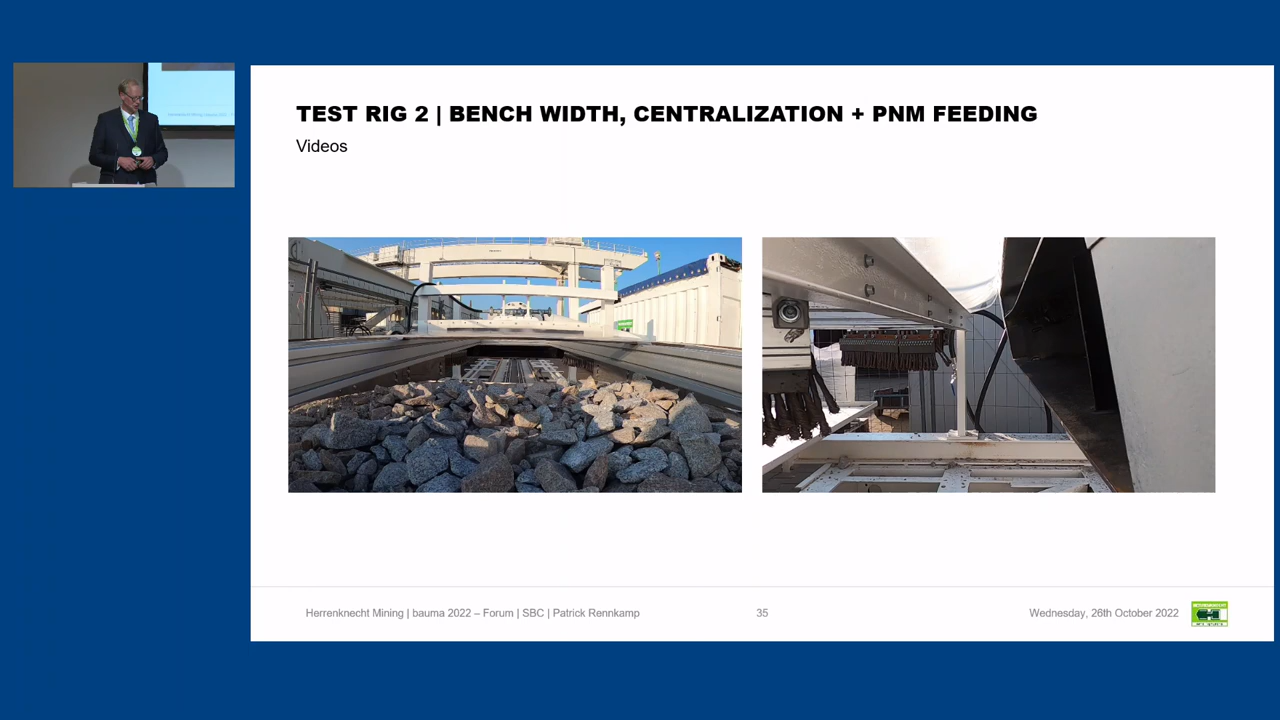 TEST RIG 2 | BENCH WIDTH, CENTRALIZATION + PNM FEEDING
Videos
Herrenknecht Mining | bauma 2022 – Forum | SBC | Patrick Rennkamp
35
Wednesday, 26th October 2022